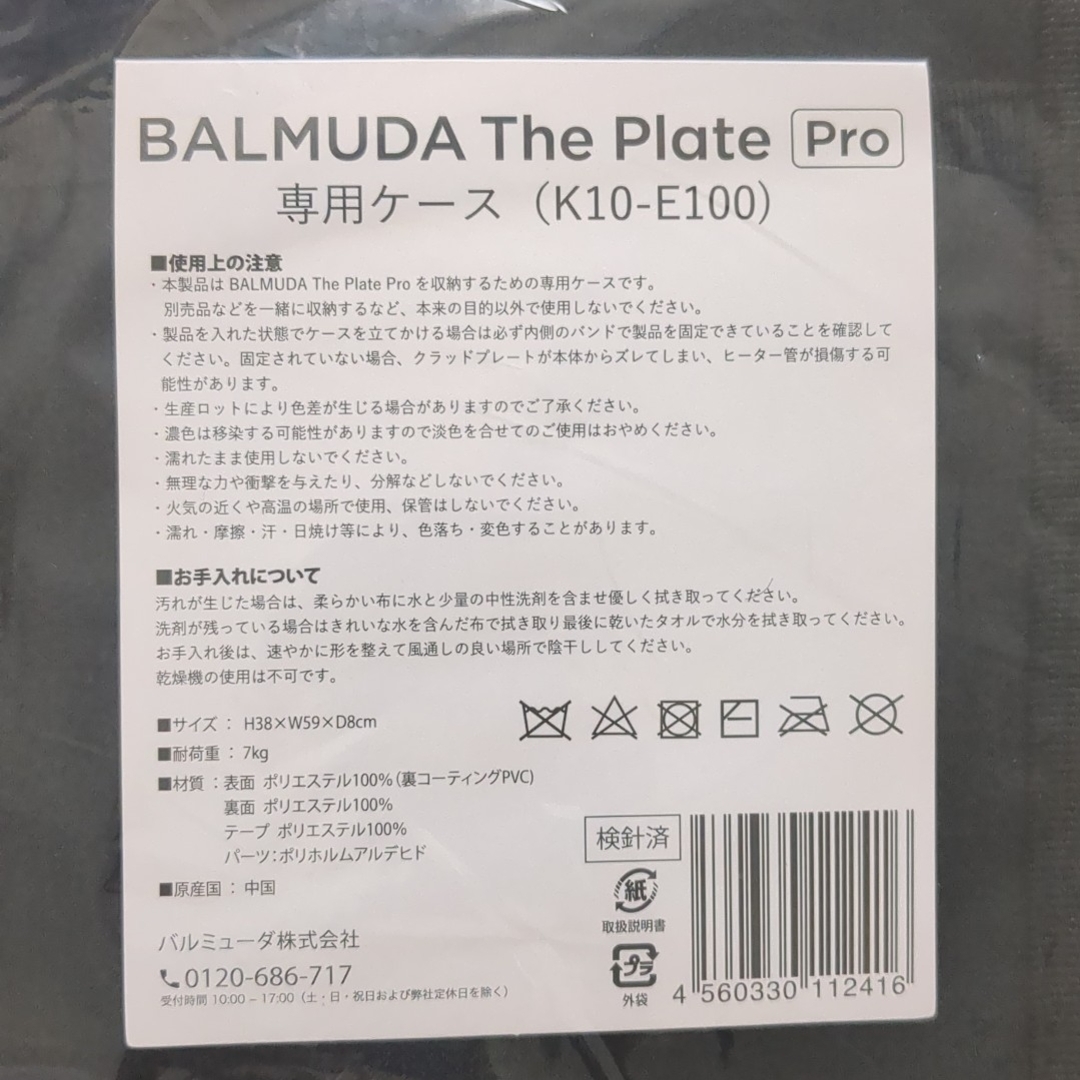 BALMUDA The Plate Pro
専用ケース（K10-E100）
■使用上の注意
・本製品は BALMUDA The Plate Pro を収納するための専用ケースです。
別売品などを一緒に収納するなど、本来の目的以外で使用しないでください。
・製品を入れた状態でケースを立てかける場合は必ず内側のバンドで製品を固定できていることを確認して
ください。固定されていない場合、クラッドプレートが本体からズレてしまい、ヒーター管が損傷する可
能性があります。
・生産ロットにより色差が生じる場合がありますのでご了承ください。
・濃色は移染する可能性がありますので淡色を合せてのご使用はおやめください。
・濡れたまま使用しないでください。
・無理な力や衝撃を与えたり、分解などしないでください。
・火気の近くや高温の場所で使用、保管はしないでください。
・濡れ・摩擦・汗・日焼け等により、色落ち・変色することがあります。
■お手入れについて
汚れが生じた場合は、柔らかい布に水と少量の中性洗剤を含ませ優しく拭き取ってください。
洗剤が残っている場合はきれいな水を含んだ布で拭き取り最後に乾いたタオルで水分を拭き取ってください。
お手入れ後は、速やかに形を整えて風通しの良い場所で陰干ししてください。
乾燥機の使用は不可です。
■サイズ ： H38×W59×D8cm
■耐荷重 ： 7kg
■材質 ：表面 ポリエステル100%（裏コーティングPVC）
裏面 ポリエステル100%
テープ ポリエステル100%
パーツ：ポリホルムアルデヒド
■原産国 ： 中国
バルミューダ株式会社
0120-686-717
受付時間 10:00 – 17:00（土・日・祝日および弊社定休日を除く）
検針済
紙
取扱説明書
プラ
外袋
4 560330 112416